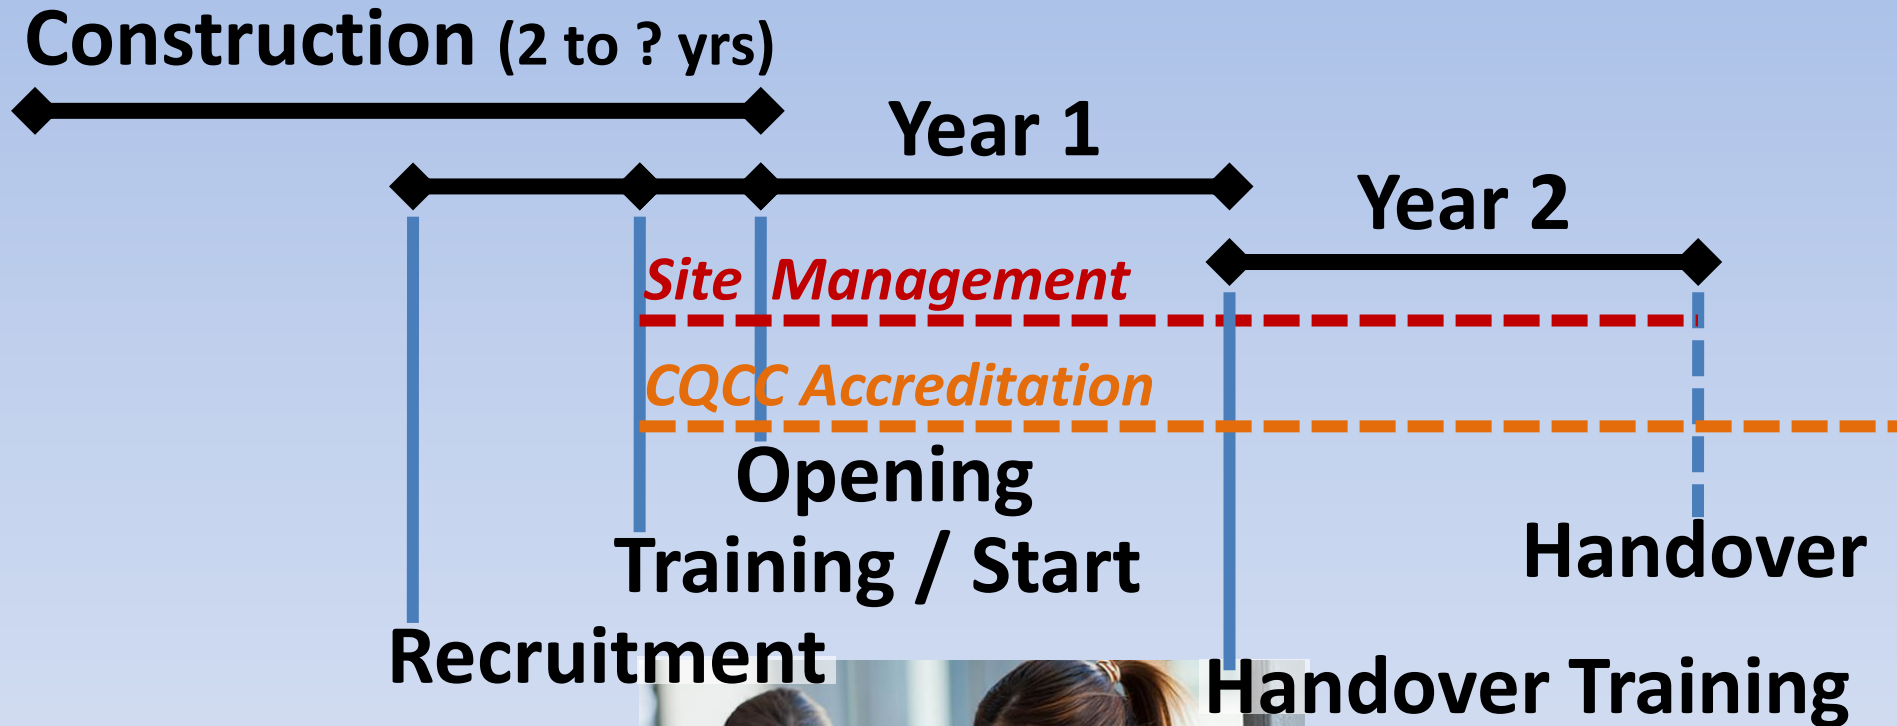 Construction (2 to ? yrs)
Year 1
Year 2
Site Management
CQCC Accreditation
Opening
Training / Start
Handover
Recruitment
Handover Training